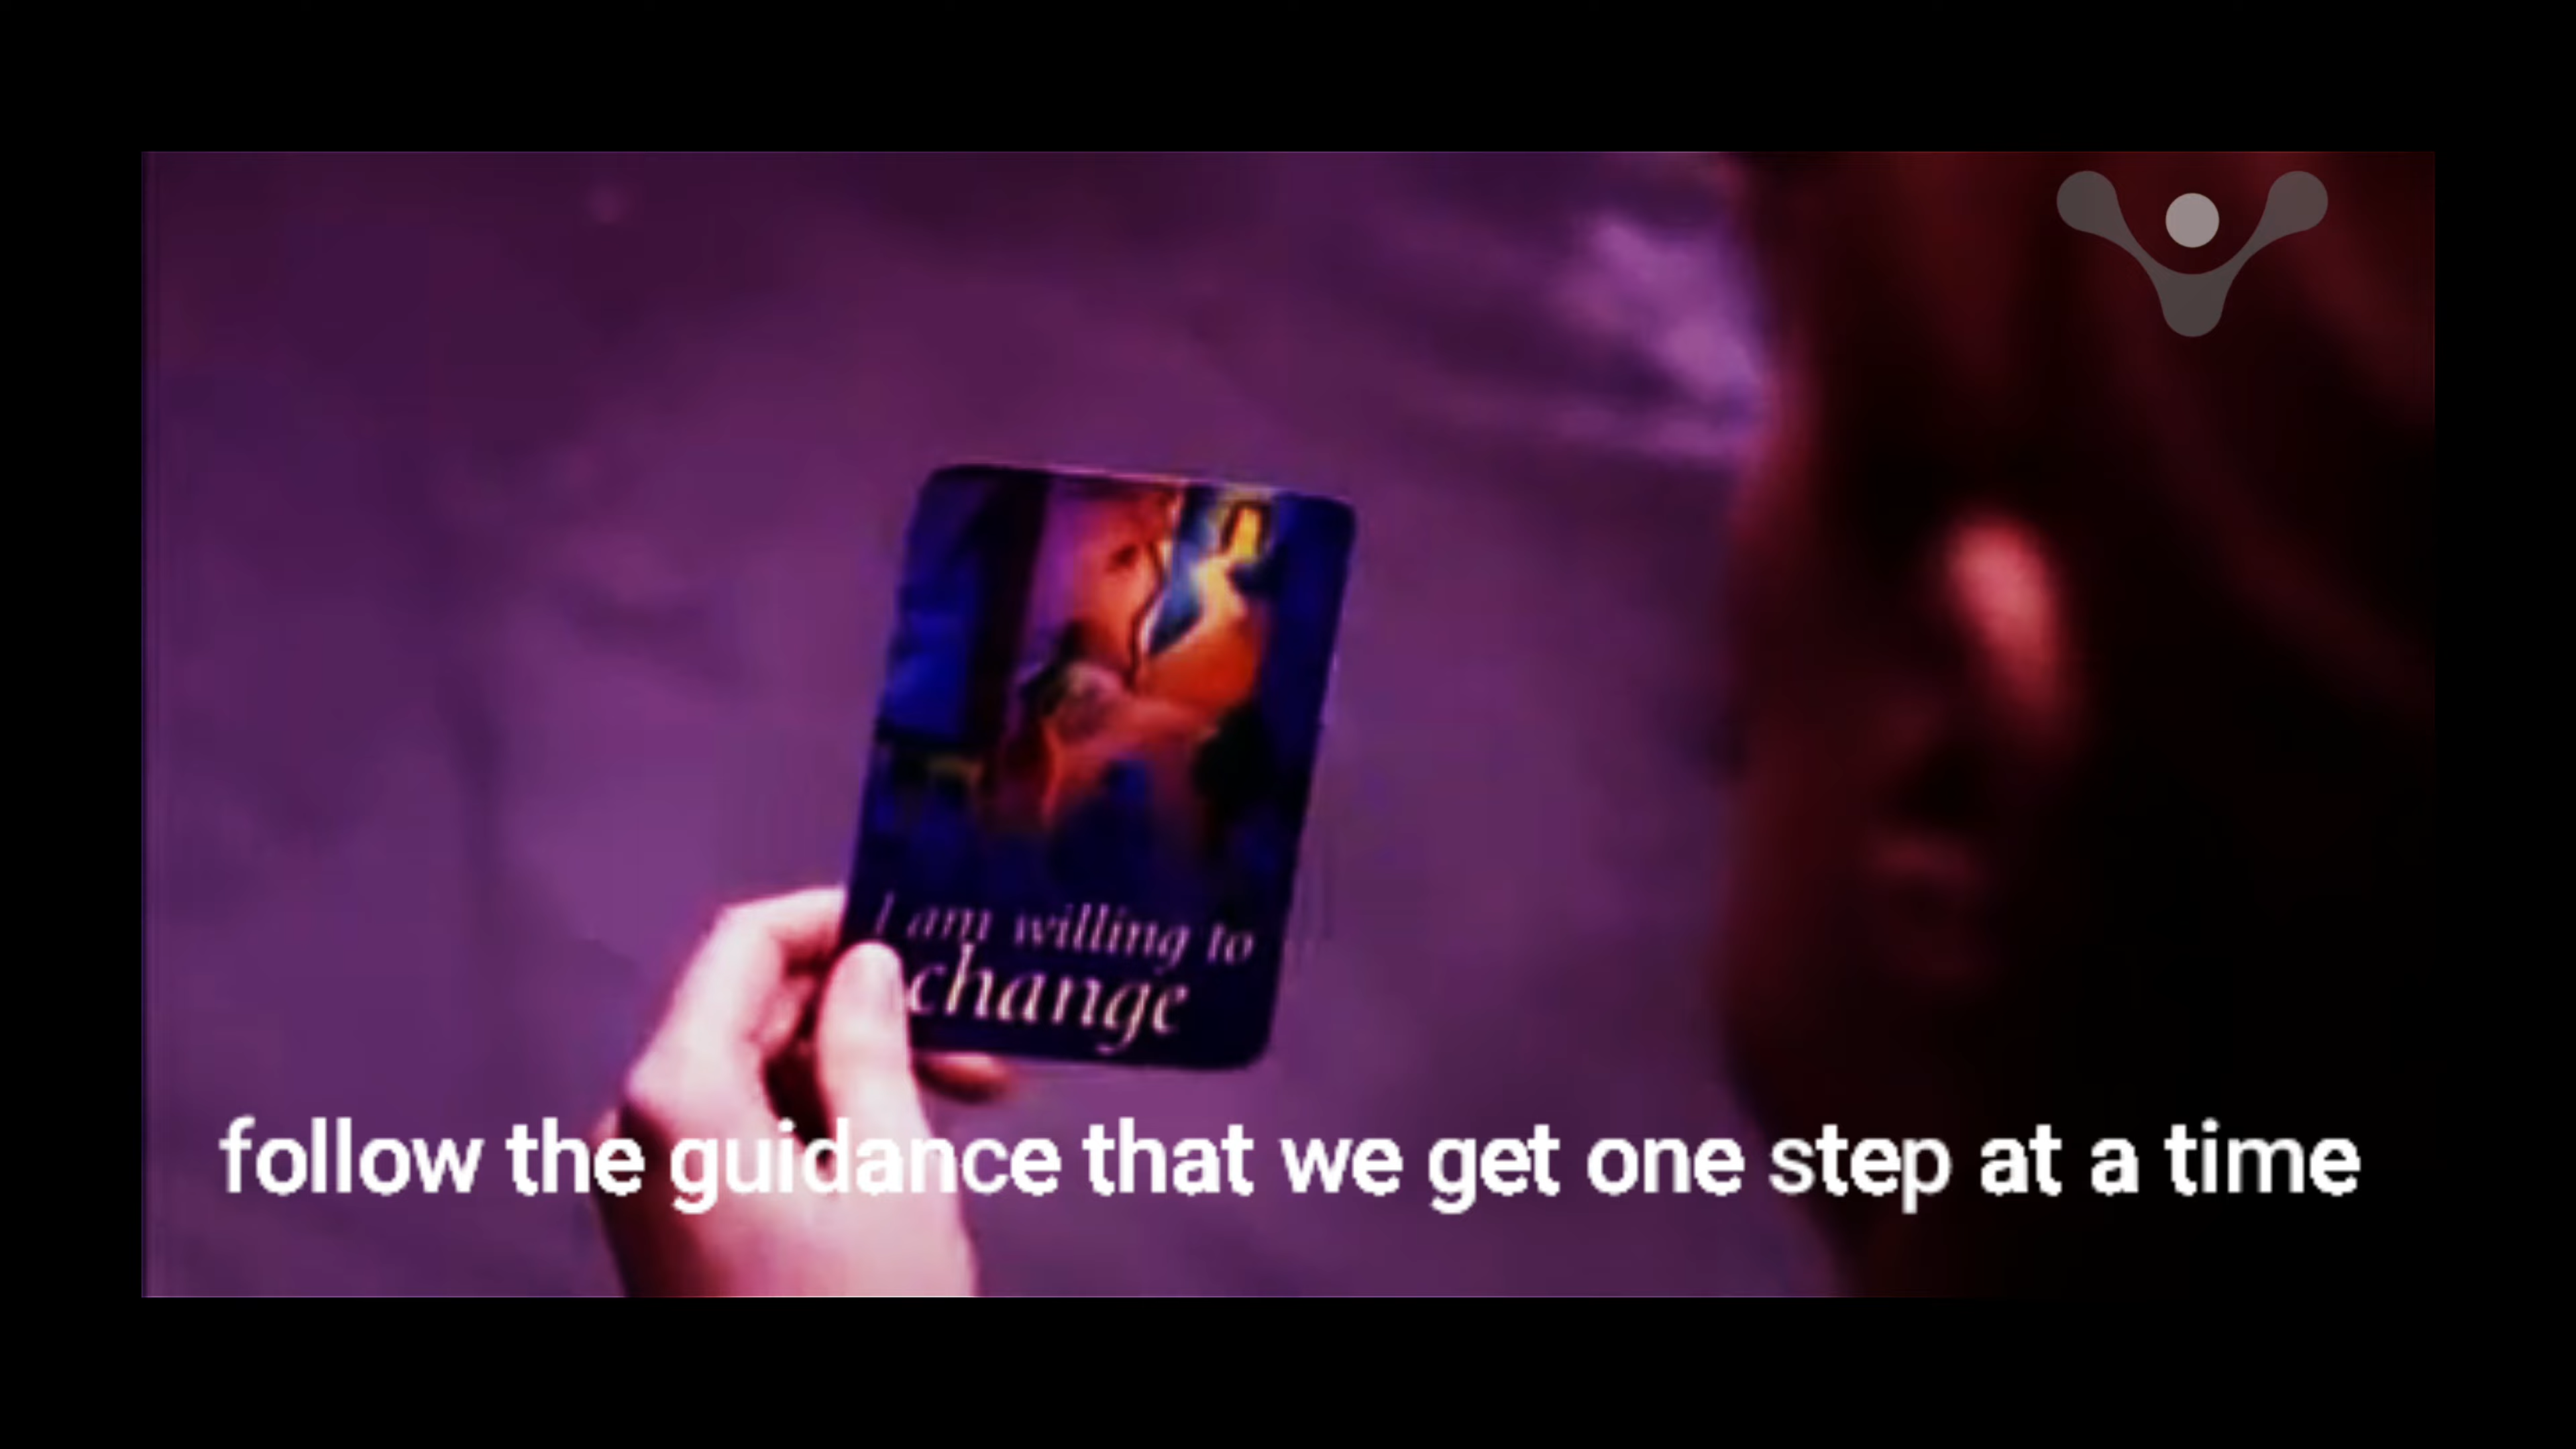 I am willing to
change
follow the guidance that we get one step at a time